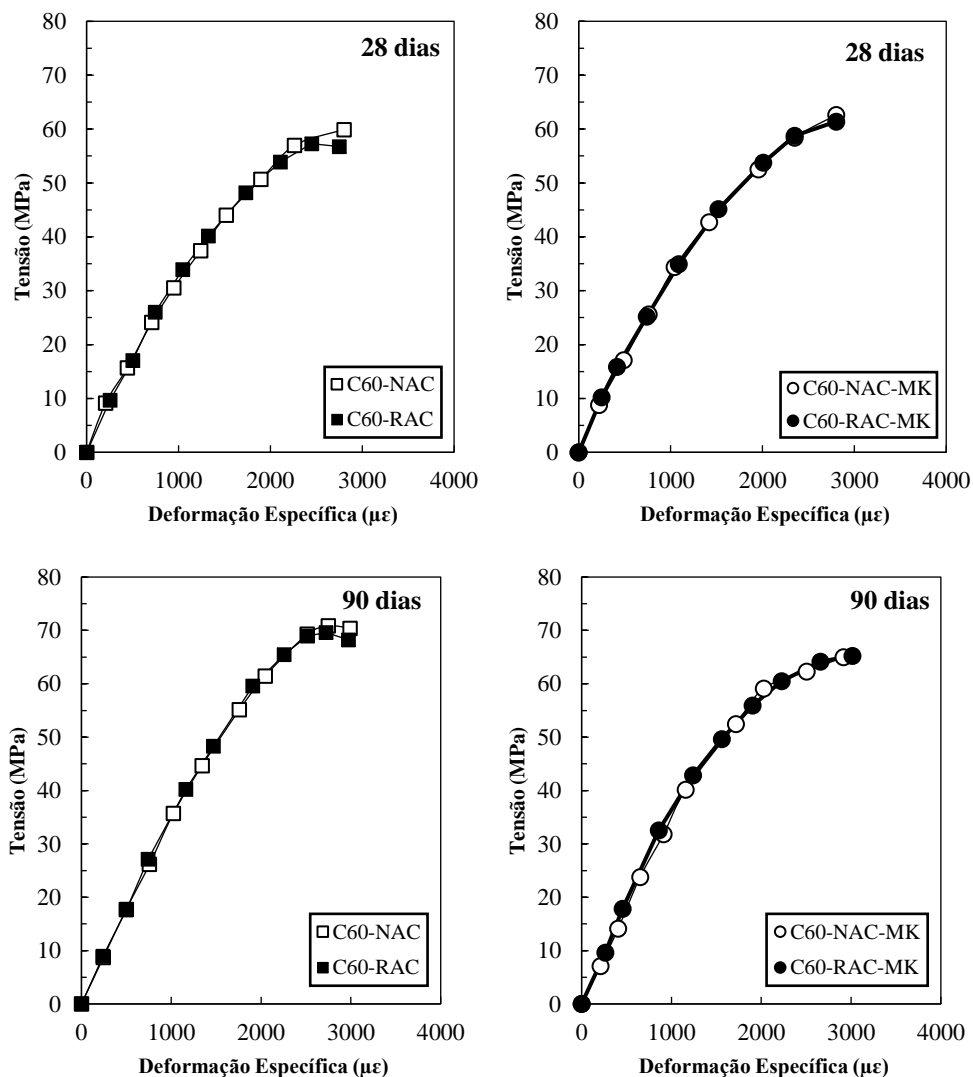 28 dias
80
70
60
50
40
30
20
10
0
Tensão (MPa)
C60-NAC
C60-RAC
0 1000 2000 3000 4000
Deformação Específica (με)
28 dias
80
70
60
50
40
30
20
10
0
Tensão (MPa)
C60-NAC-MK
C60-RAC-MK
0 1000 2000 3000 4000
Deformação Específica (με)
90 dias
80
70
60
50
40
30
20
10
0
Tensão (MPa)
C60-NAC
C60-RAC
0 1000 2000 3000 4000
Deformação Específica (με)
90 dias
80
70
60
50
40
30
20
10
0
Tensão (MPa)
C60-NAC-MK
C60-RAC-MK
0 1000 2000 3000 4000
Deformação Específica (με)